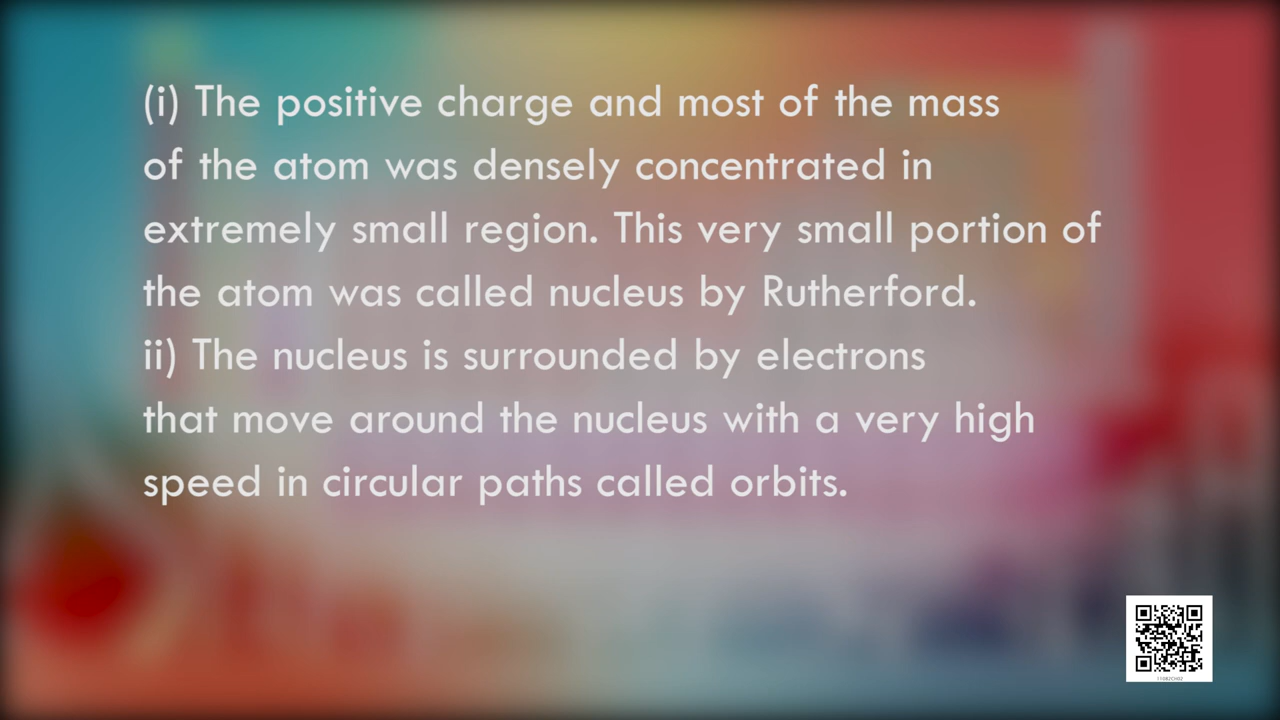 (i) The positive charge and most of the mass
of the atom was densely concentrated in
extremely small region. This very small portion of
the atom was called nucleus by Rutherford.
ii) The nucleus is surrounded by electrons
that move around the nucleus with a very high
speed in circular paths called orbits.